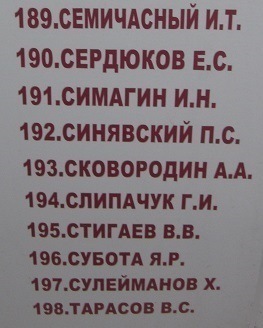 189.СЕМИЧАСНЫЙ И.Т.
190.СЕРДЮКОВ Е.С.
191.СИМАГИН И.Н.
192.СИНЯВСКИЙ П.С.
193.СКОВОРОДИН А.А.
194.СЛИПАЧУК Г.И.
195.СТИГАЕВ В.В.
196.СУБОТА Я.Р.
197.СУЛЕЙМАНОВ Х.
198.ТАРАСОВ В.С.